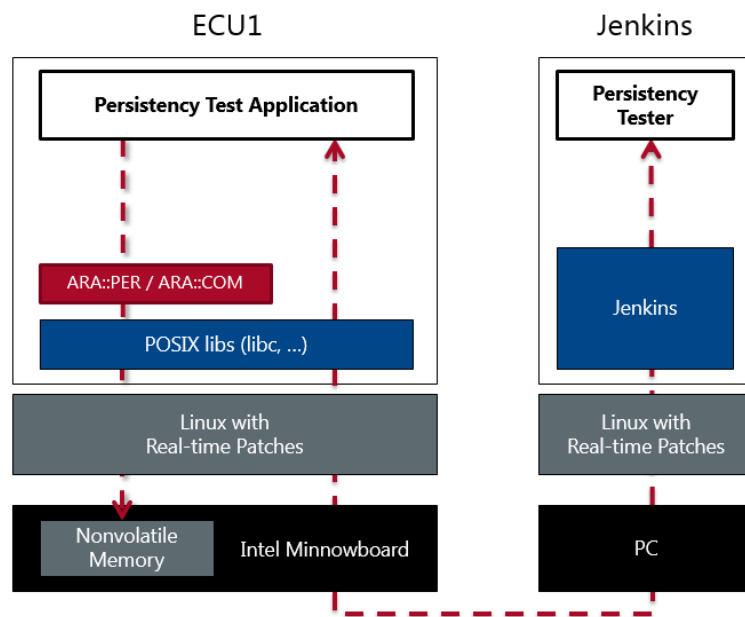 ECU1
Persistency Test Application
ARA::PER / ARA::COM
POSIX libs (libc, ...)
Linux with
Real-time Patches
Nonvolatile
Memory
Intel Minnowboard
Jenkins
Persistency
Tester
Jenkins
Linux with
Real-time Patches
PC